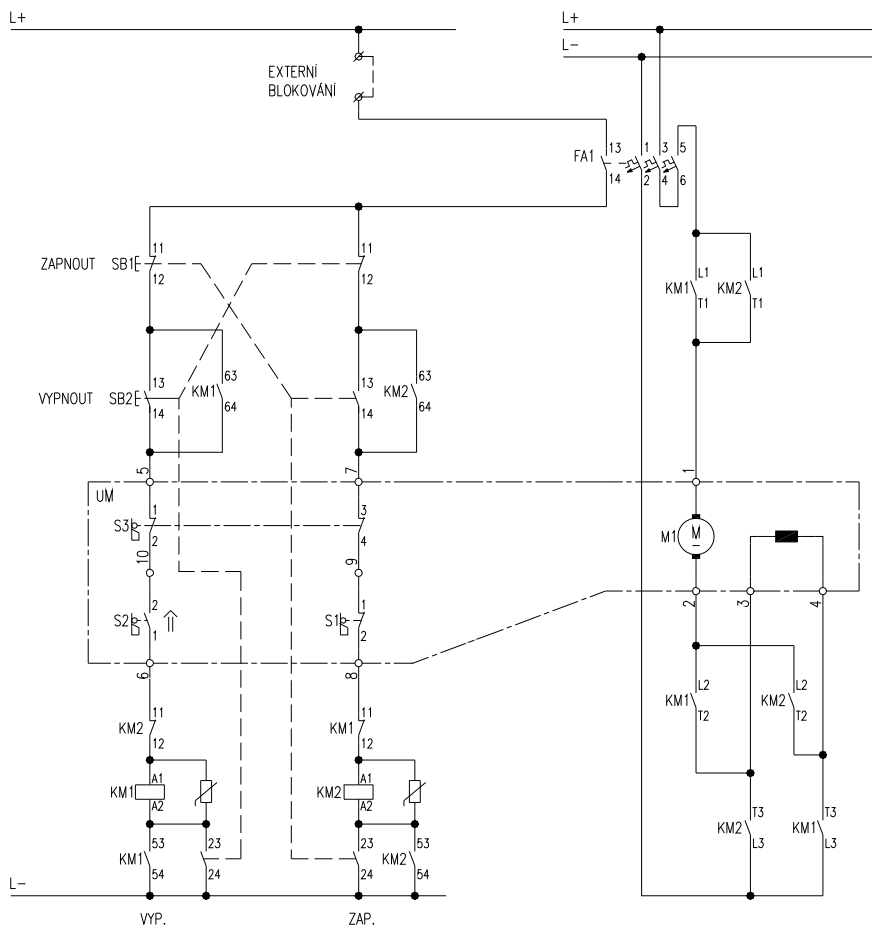 L+
L+
L-
EXTERNÍ
BLOKOVÁNÍ
FA1
13
14
1
2
3
4
5
6
ZAPNOUT
SB1
11
12
11
12
KM1
L1
T1
KM2
L1
T1
VYPNOUT
SB2
13
14
KM1
63
64
13
14
KM2
63
64
5
7
1
UM
S3
1
2
3
4
M1
M
10
9
2
3
4
S2
2
1
S1
1
2
6
8
KM1
L2
T2
KM2
L2
T2
KM2
11
12
KM1
11
12
KM1
A1
A2
KM2
A1
A2
KM2
T3
L3
KM1
T3
L3
KM1
53
54
23
24
23
24
KM2
53
54
L-
VYP.
ZAP.